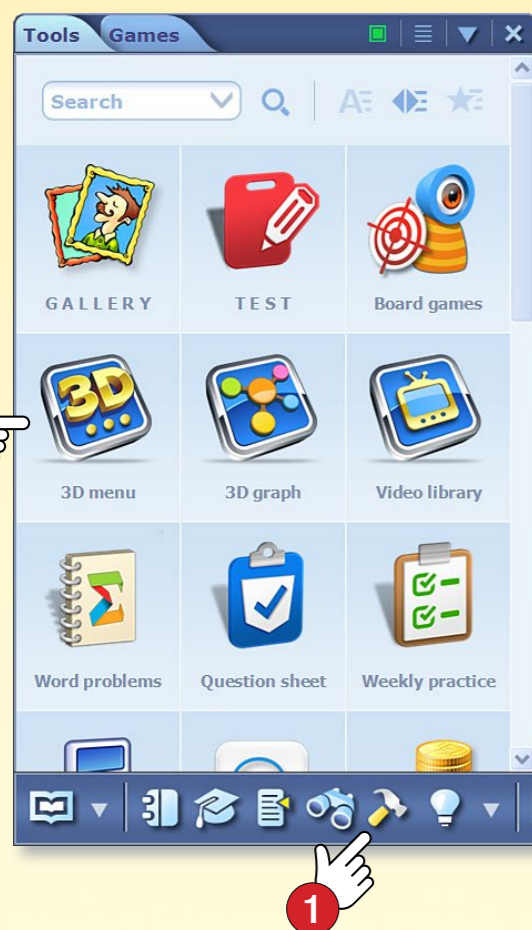 Tools Games
Search
GALLERY TEST Board games
3D
3D menu 3D graph Video library
Σ
Word problems Question sheet Weekly practice
1